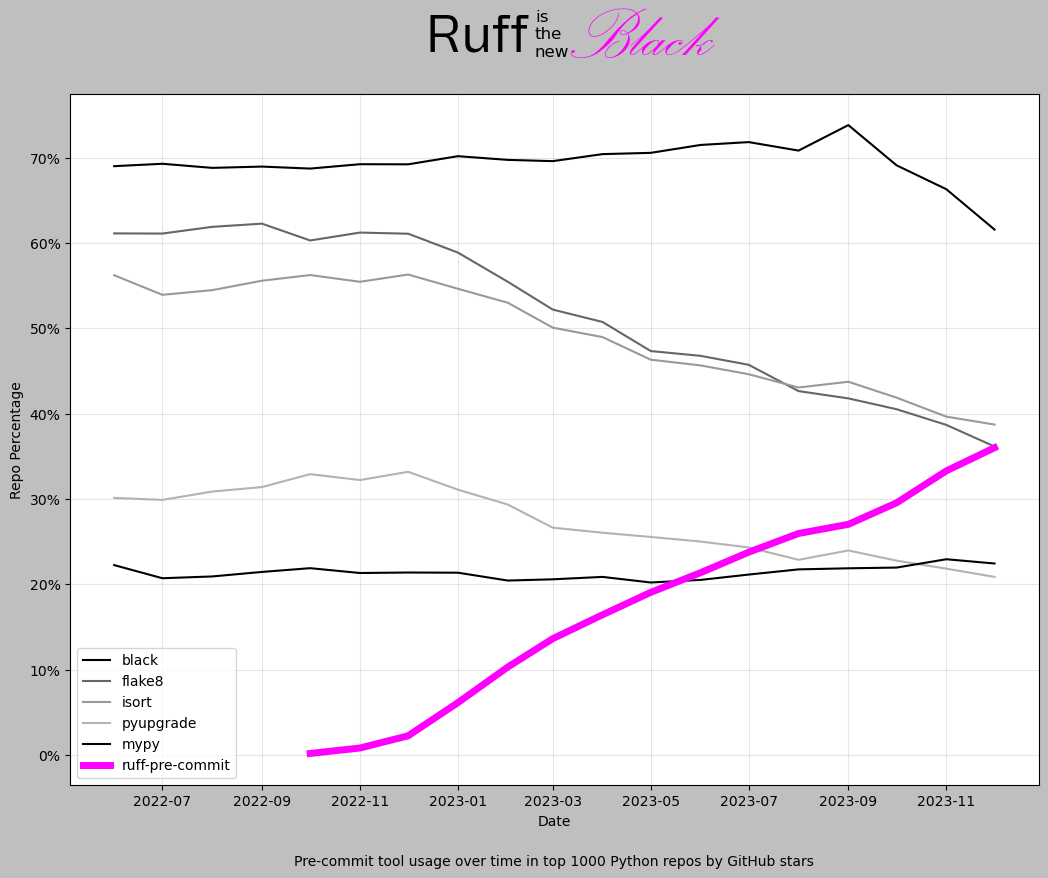 Ruff is the new Black
70%
60%
50%
40%
30%
20%
10%
0%
Repo Percentage
black
flake8
isort
pyupgrade
mypy
ruff-pre-commit
2022-07 2022-09 2022-11 2023-01 2023-03 2023-05 2023-07 2023-09 2023-11
Date
Pre-commit tool usage over time in top 1000 Python repos by GitHub stars